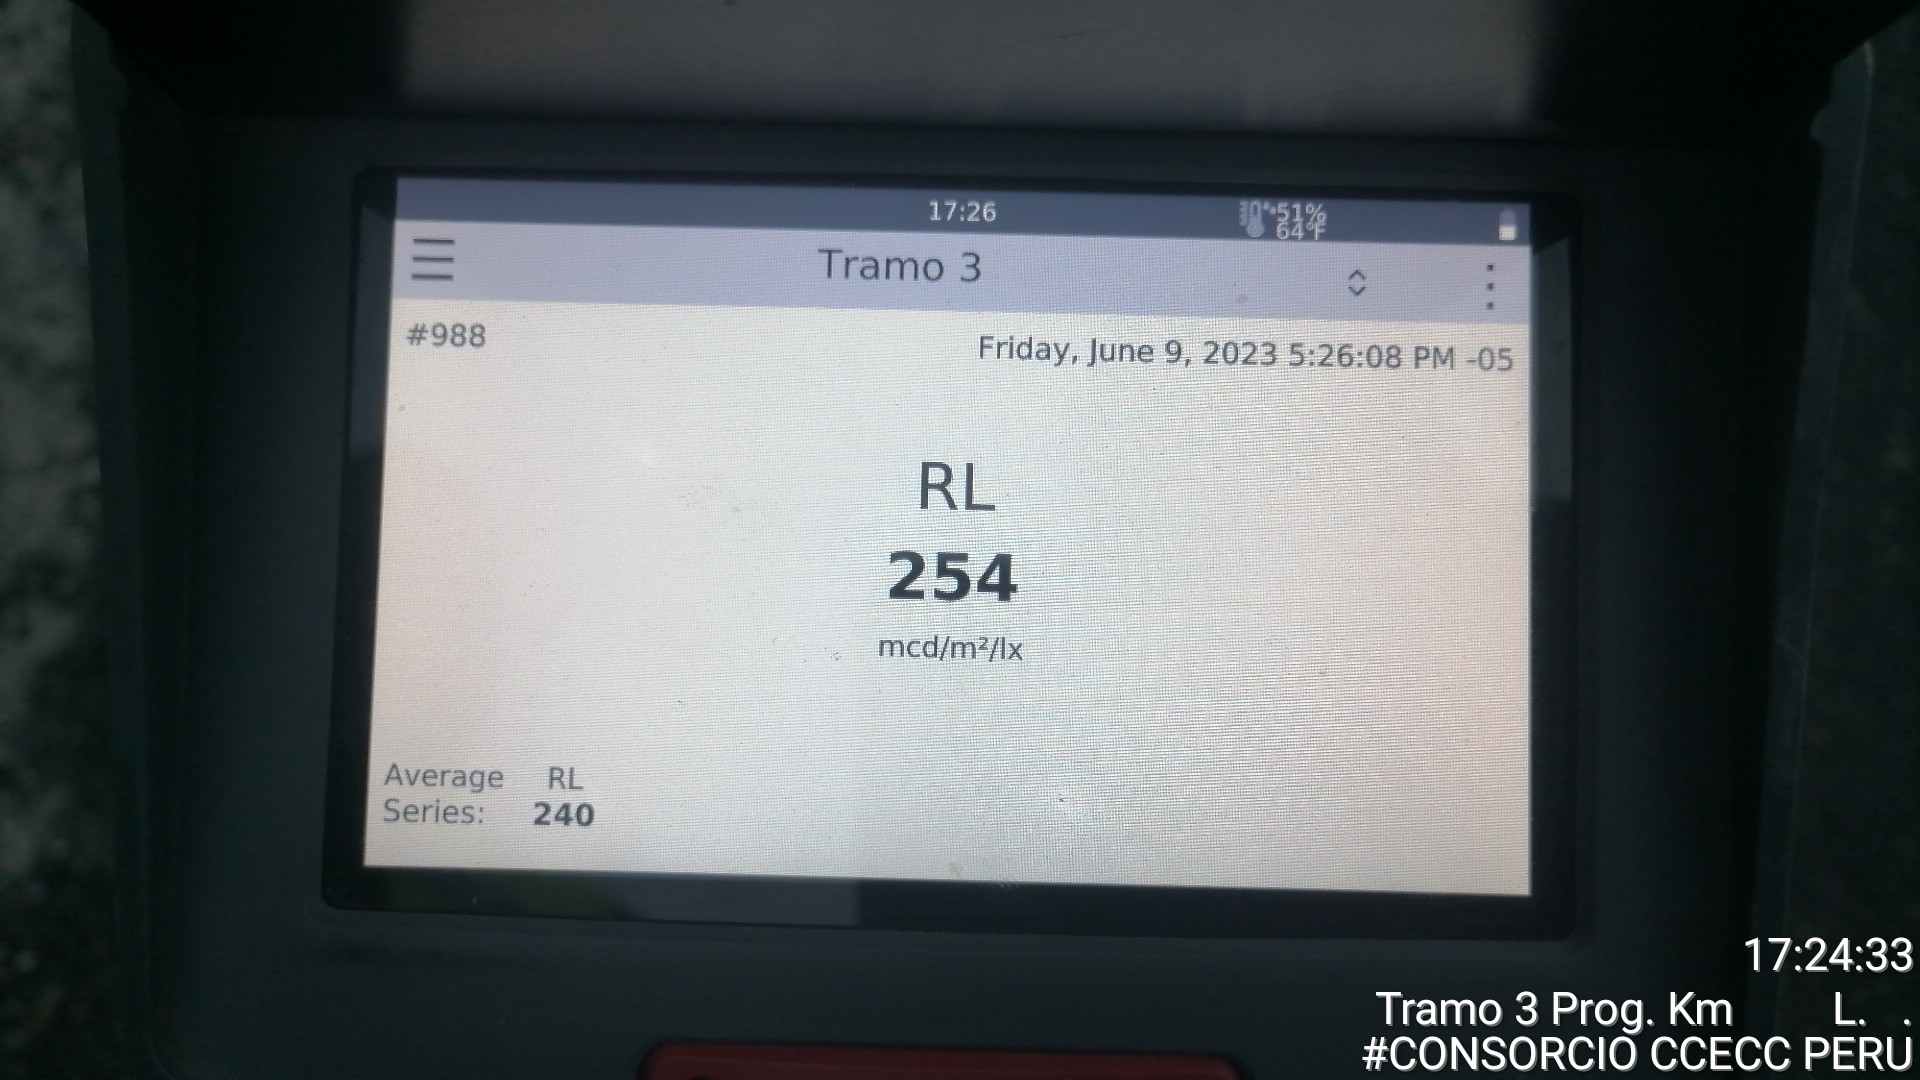 17:26
51%
64°F
Tramo 3
#988
Friday, June 9, 2023 5:26:08 PM -05
RL
254
mcd/m²/lx
Average RL
Series: 240
17:24:33
Tramo 3 Prog. Km L. .
#CONSORCIO CCECC PERU